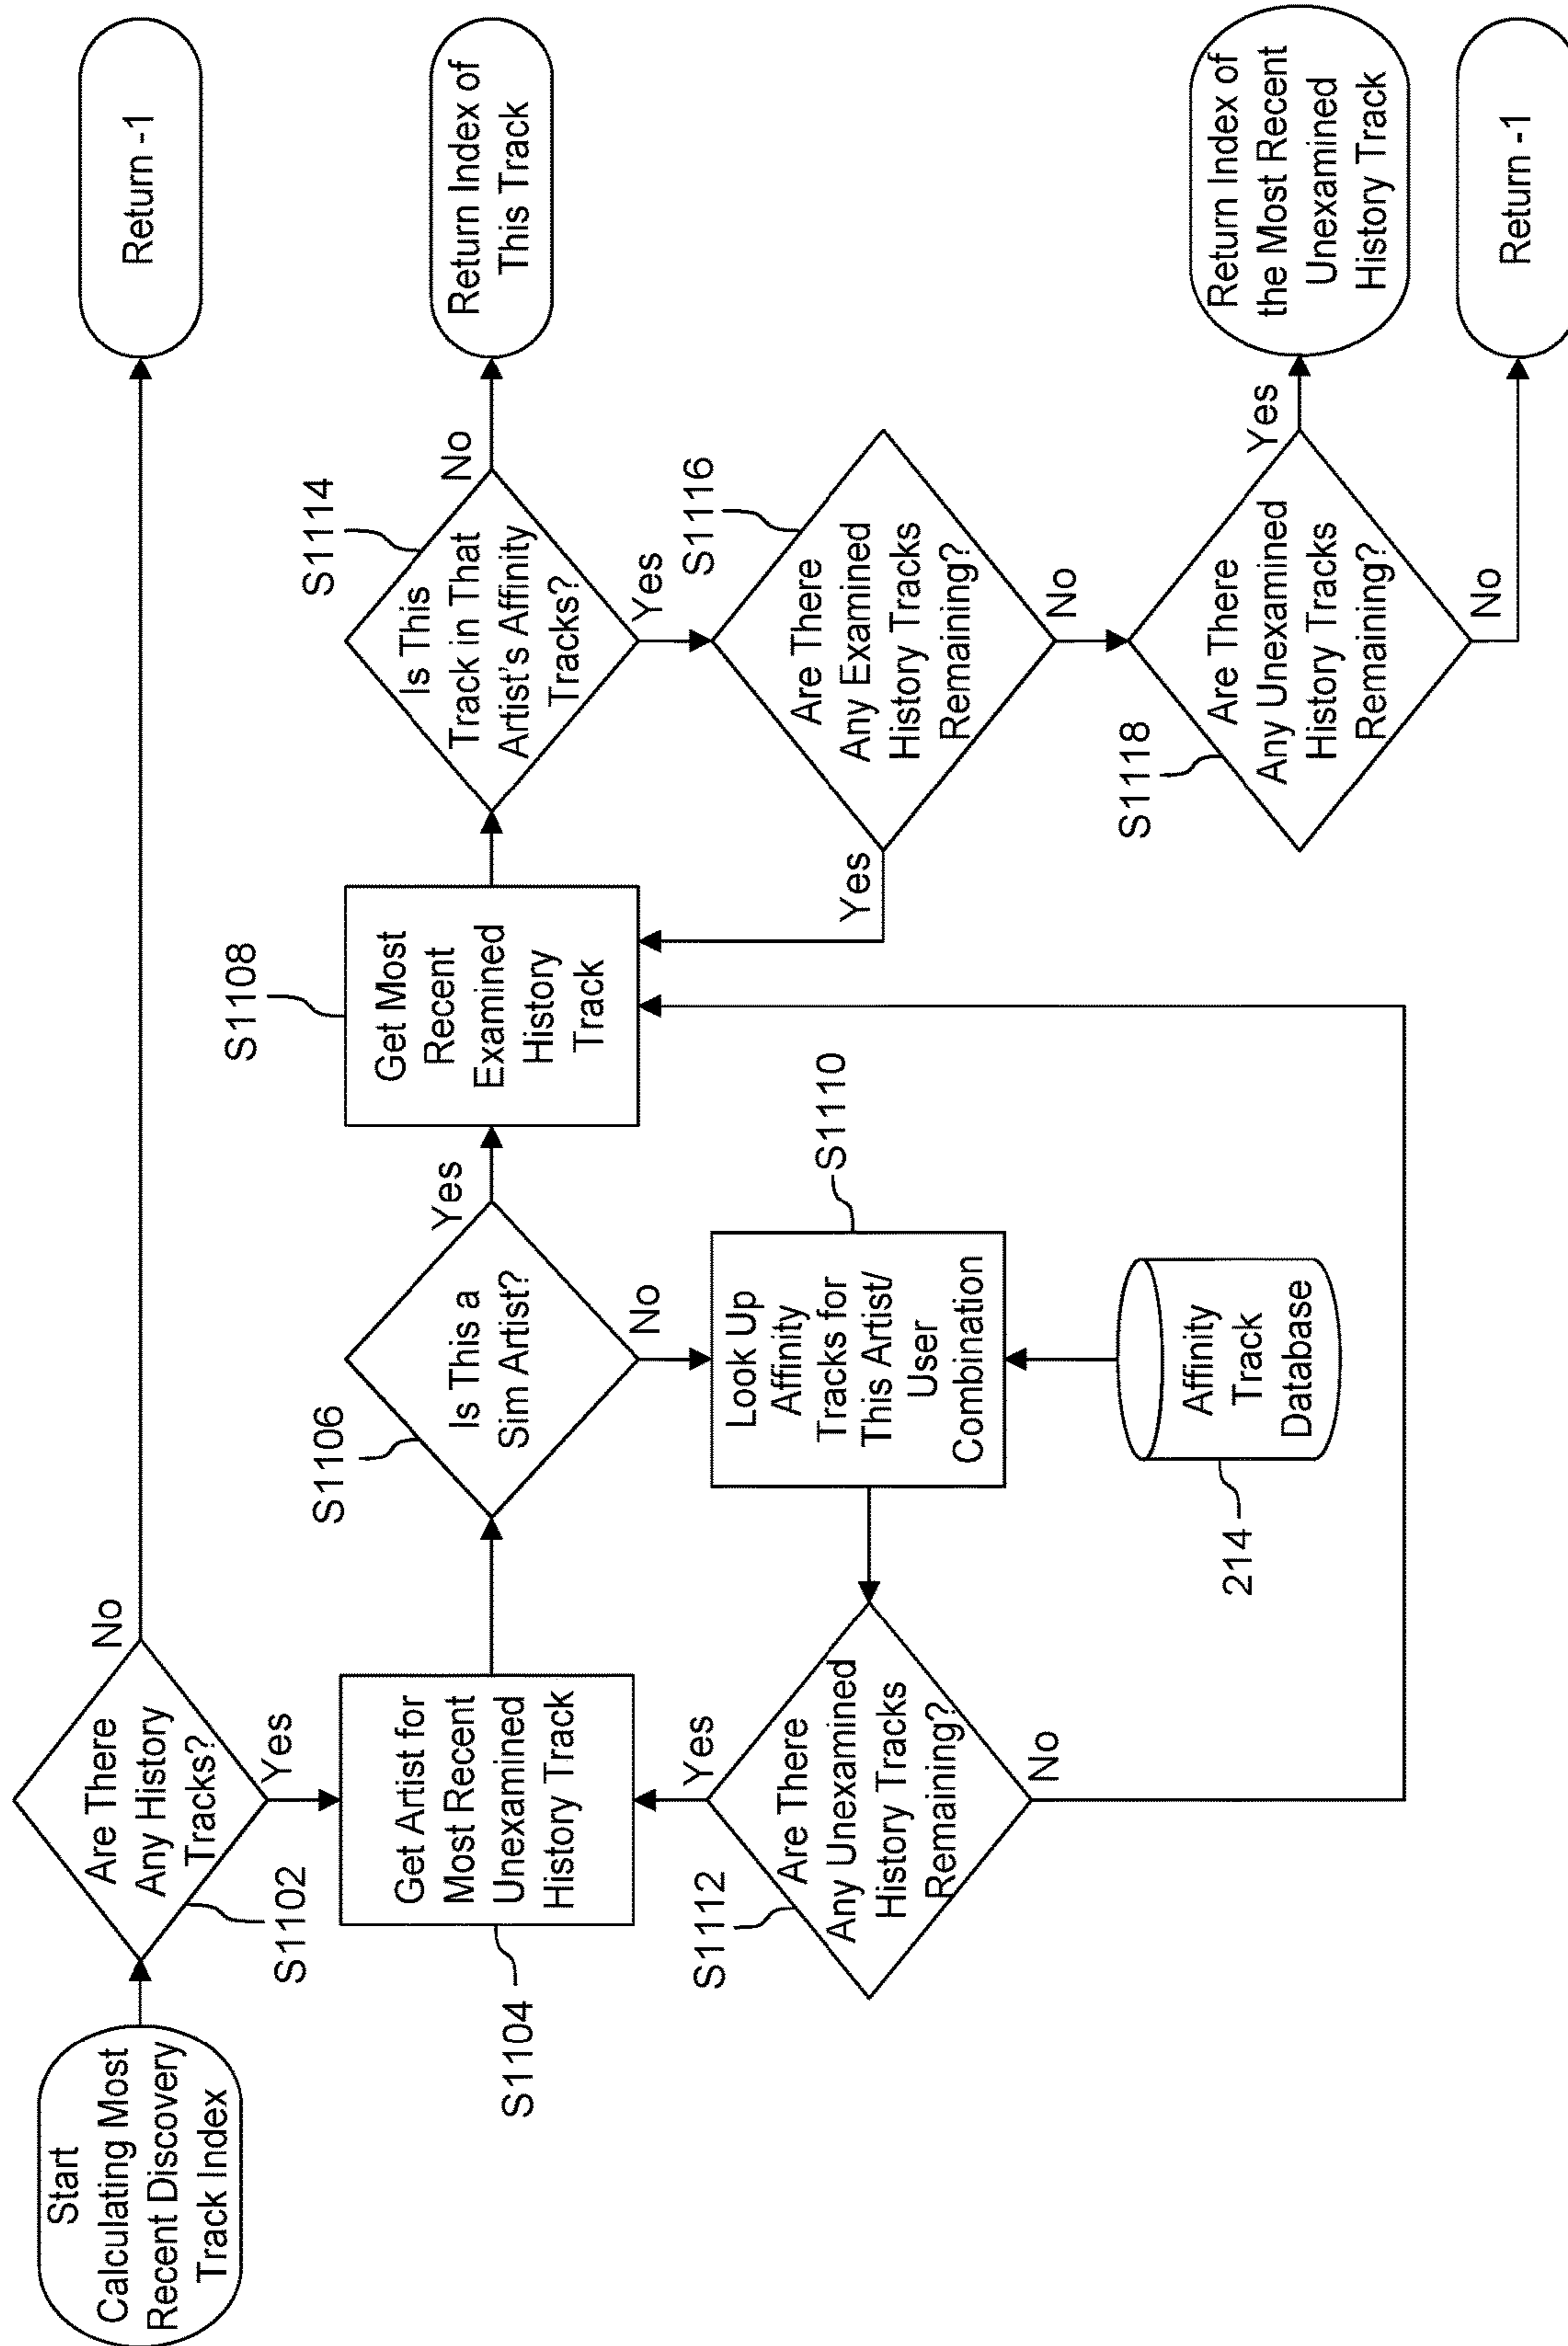 Start
Calculating Most
Recent Discovery
Track Index
Are There
Any History
Tracks?
S1102
No
Return -1
Yes
Get Artist for
Most Recent
Unexamined
History Track
S1104
Is This a
Sim Artist?
S1106
Yes
No
Get Most
Recent
Examined
History
Track
S1108
Is This
Track in That
Artist's Affinity
Tracks?
S1114
No
Return Index of
This Track
Yes
Are There
Any Unexamined
History Tracks
Remaining?
S1112
Yes
No
Look Up
Affinity
Tracks for
This Artist/
User
Combination
S1110
Affinity
Track
Database
214
Are There
Any Examined
History Tracks
Remaining?
S1116
Yes
No
Are There
Any Unexamined
History Tracks
Remaining?
S1118
Yes
Return Index of
the Most Recent
Unexamined
History Track
No
Return -1